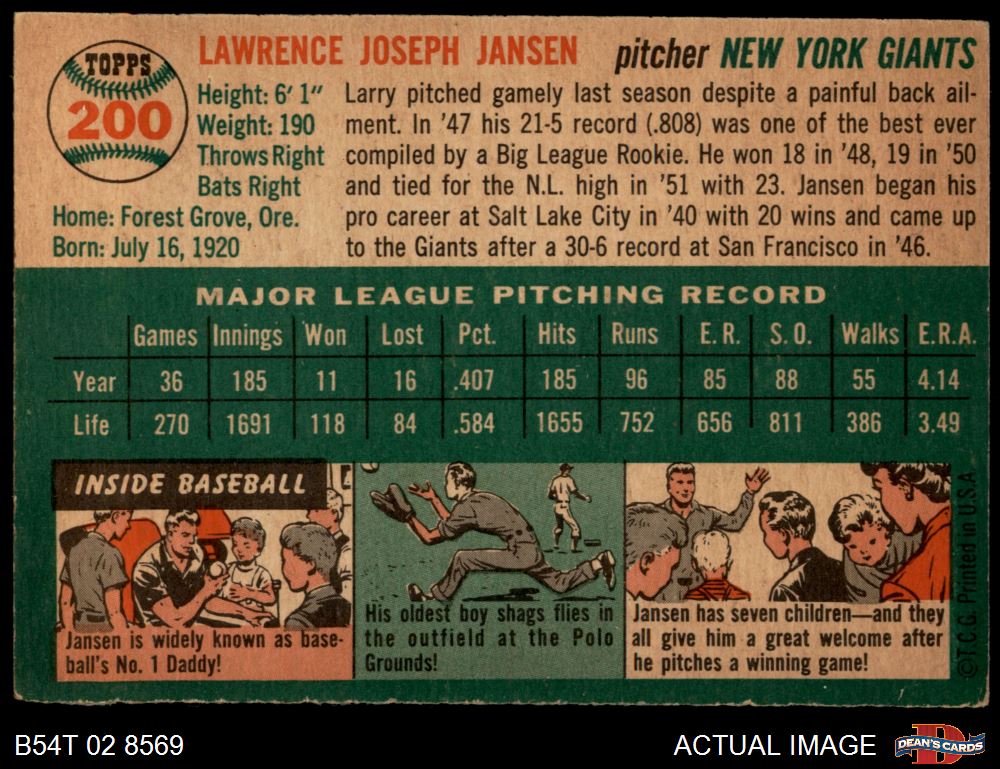 TOPPS
200
LAWRENCE JOSEPH JANSEN pitcher NEW YORK GIANTS
Height: 6' 1"
Weight: 190
Throws Right
Bats Right
Home: Forest Grove, Ore.
Born: July 16, 1920
Larry pitched gamely last season despite a painful back ail-
ment. In '47 his 21-5 record (.808) was one of the best ever
compiled by a Big League Rookie. He won 18 in '48, 19 in '50
and tied for the N.L. high in '51 with 23. Jansen began his
pro career at Salt Lake City in '40 with 20 wins and came up
to the Giants after a 30-6 record at San Francisco in '46.
MAJOR LEAGUE PITCHING RECORD
Games Innings Won Lost Pct. Hits Runs E. R. S. O. Walks E.R.A.
Year 36 185 11 16 .407 185 96 85 88 55 4.14
Life 270 1691 118 84 .584 1655 752 656 811 386 3.49
INSIDE BASEBALL
Jansen is widely known as base-
ball's No. 1 Daddy!
His oldest boy shags flies in
the outfield at the Polo
Grounds!
Jansen has seven children—and they
all give him a great welcome after
he pitches a winning game!
©T.C.G. Printed in U.S.A
B54T 02 8569
ACTUAL IMAGE
D
DEAN'S CARDS